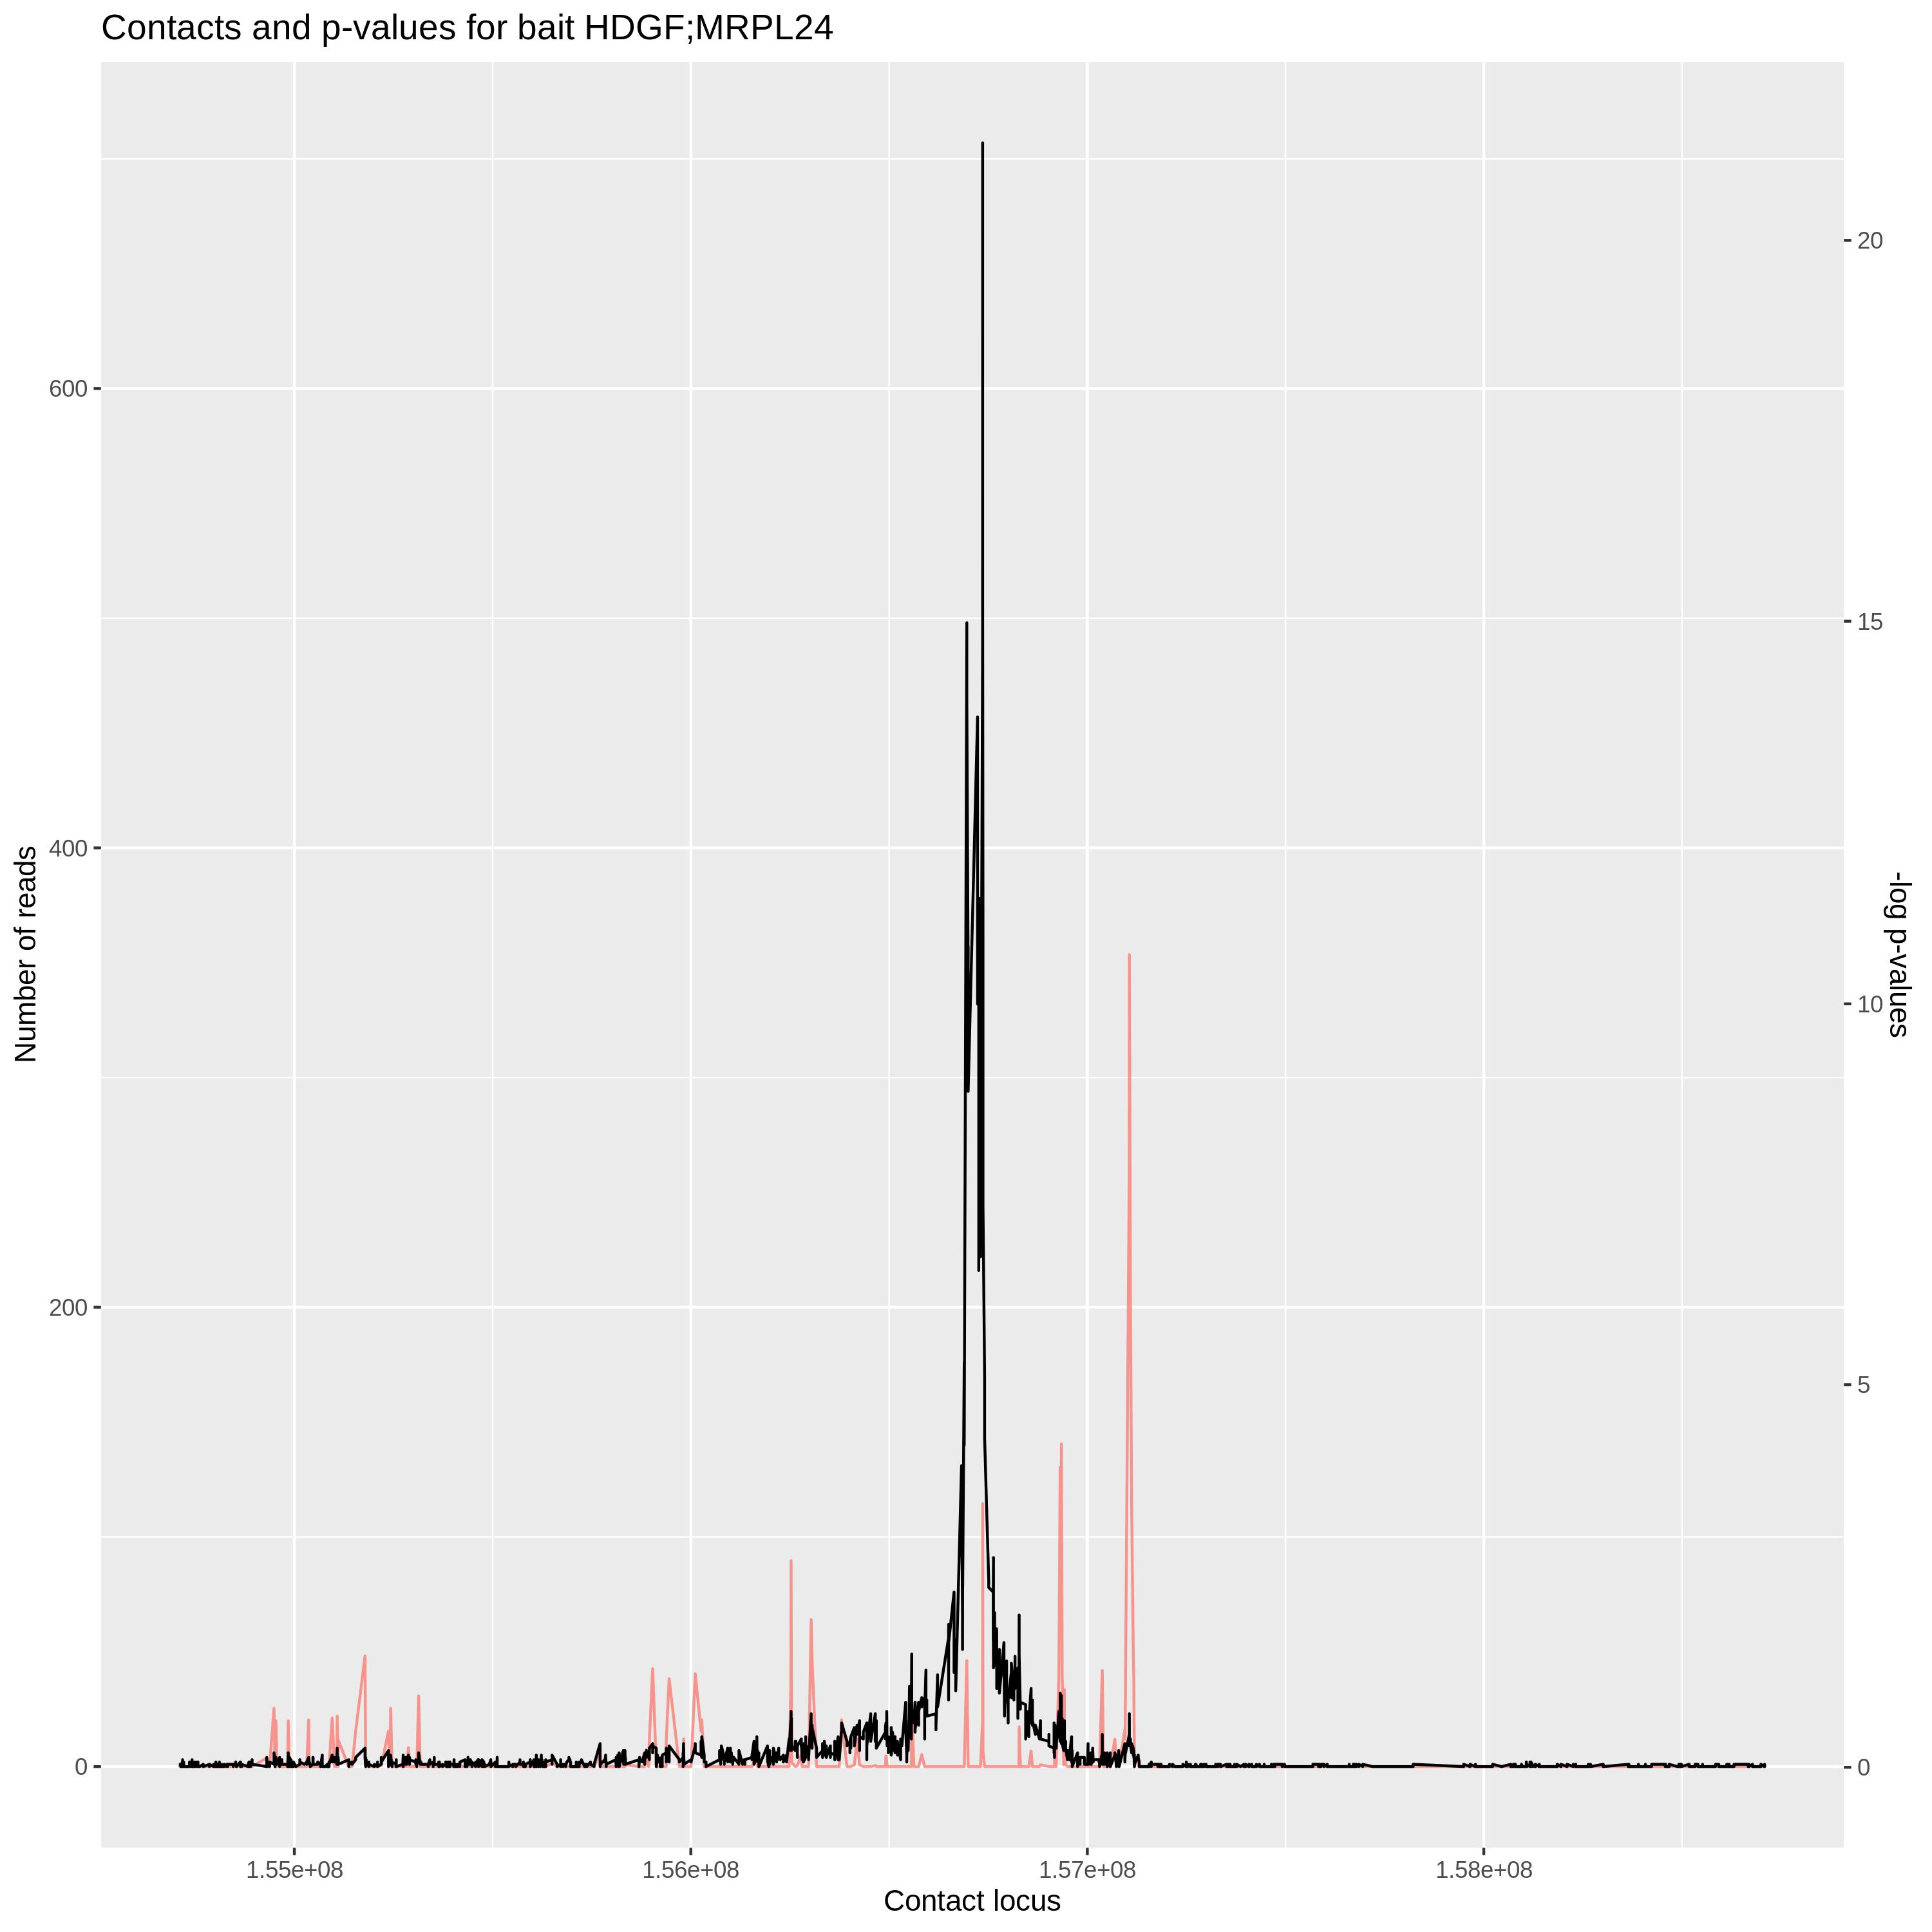 Contacts and p-values for bait HDGF;MRPL24
600
400
200
0
20
15
10
5
0
Number of reads
-log p-values
1.55e+08 1.56e+08 1.57e+08 1.58e+08
Contact locus